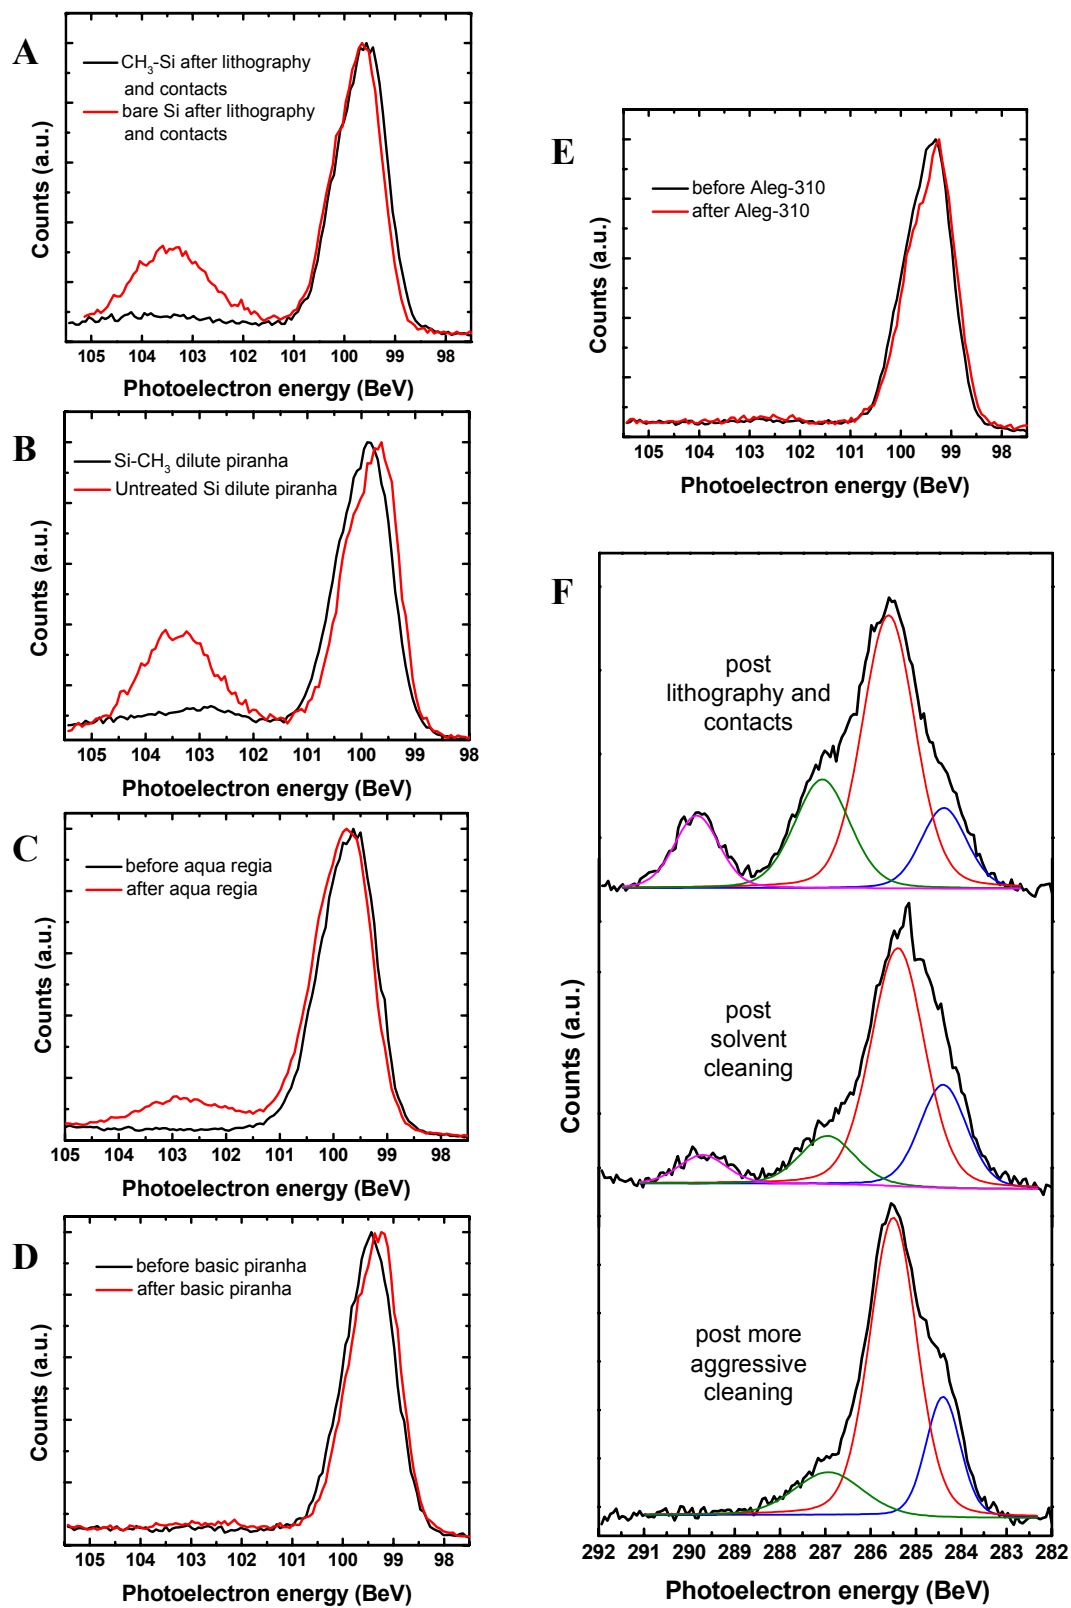 A
CH₃-Si after lithography
and contacts
bare Si after lithography
and contacts
Counts (a.u.)
105 104 103 102 101 100 99
Photoelectron energy (BeV)
B
Si-CH₃ dilute piranha
Untreated Si dilute piranha
Counts (a.u.)
105 104 103 102 101 100 99 98
Photoelectron energy (BeV)
C
before aqua regia
after aqua regia
Counts (a.u.)
105 104 103 102 101 100 99 98
Photoelectron energy (BeV)
D
before basic piranha
after basic piranha
Counts (a.u.)
105 104 103 102 101 100 99 98
Photoelectron energy (BeV)
E
before Aleg-310
after Aleg-310
Counts (a.u.)
105 104 103 102 101 100 99 98
Photoelectron energy (BeV)
F
post
lithography and
contacts
post
solvent
cleaning
post more
aggressive
cleaning
Counts (a.u.)
292 291 290 289 288 287 286 285 284 283 282
Photoelectron energy (BeV)